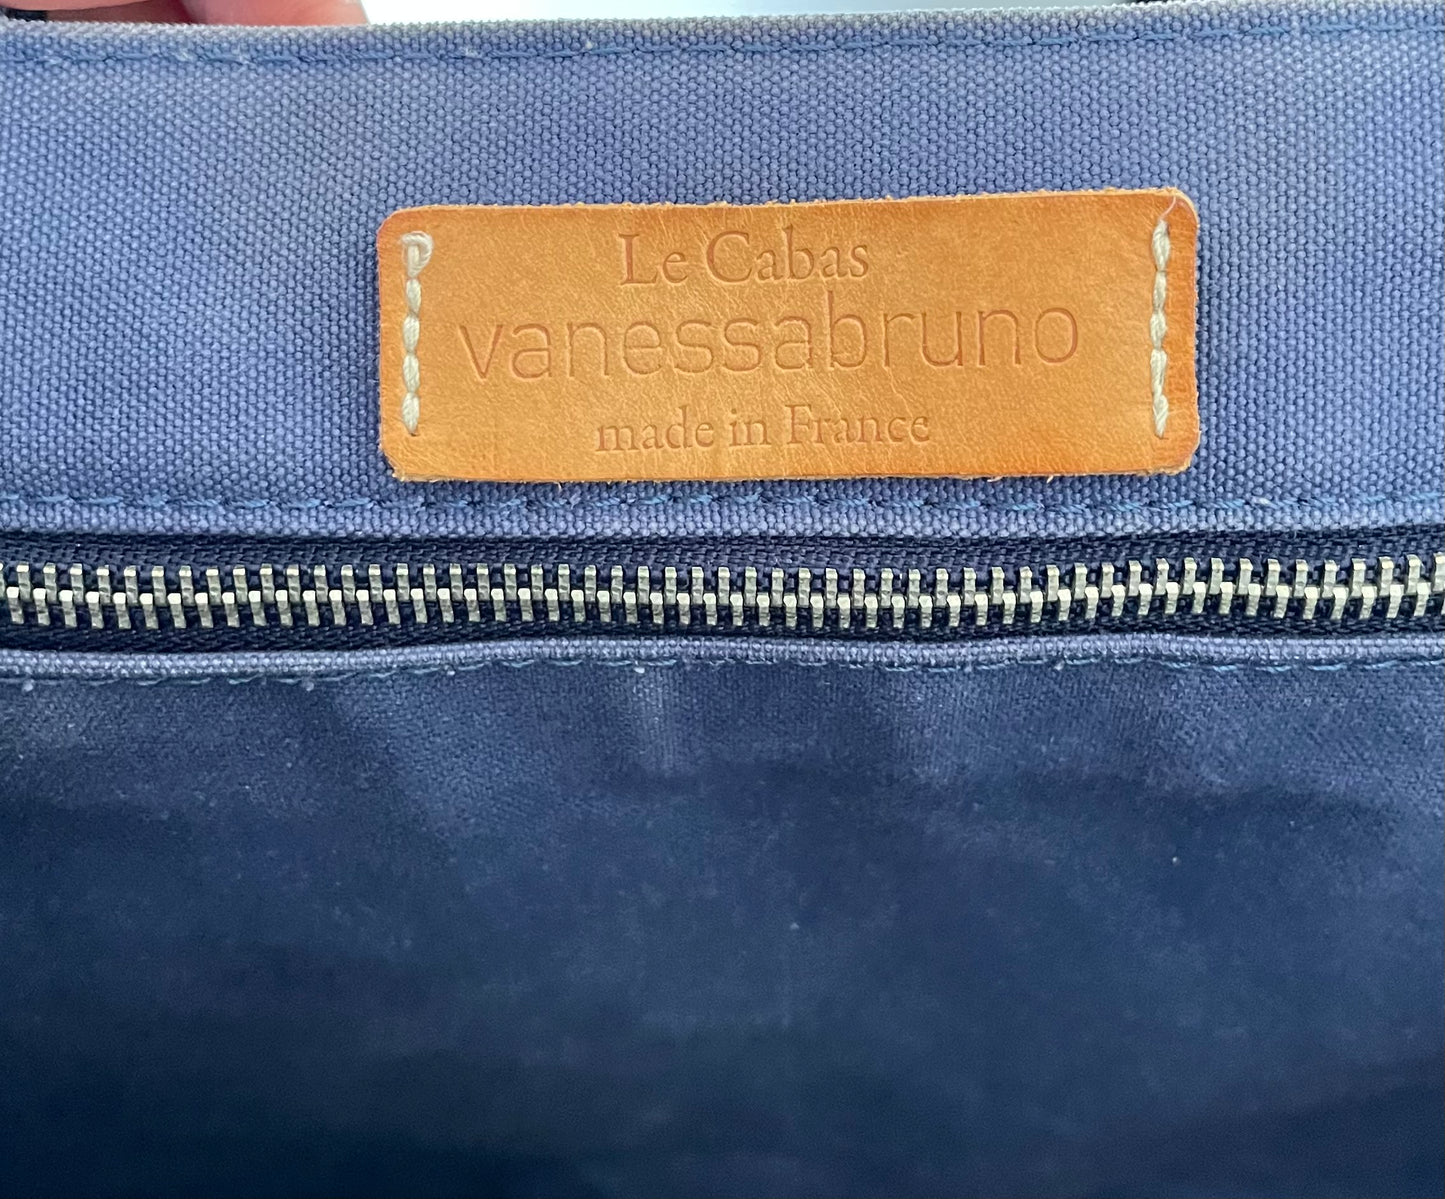 Le Cabas
vanessabruno
made in France